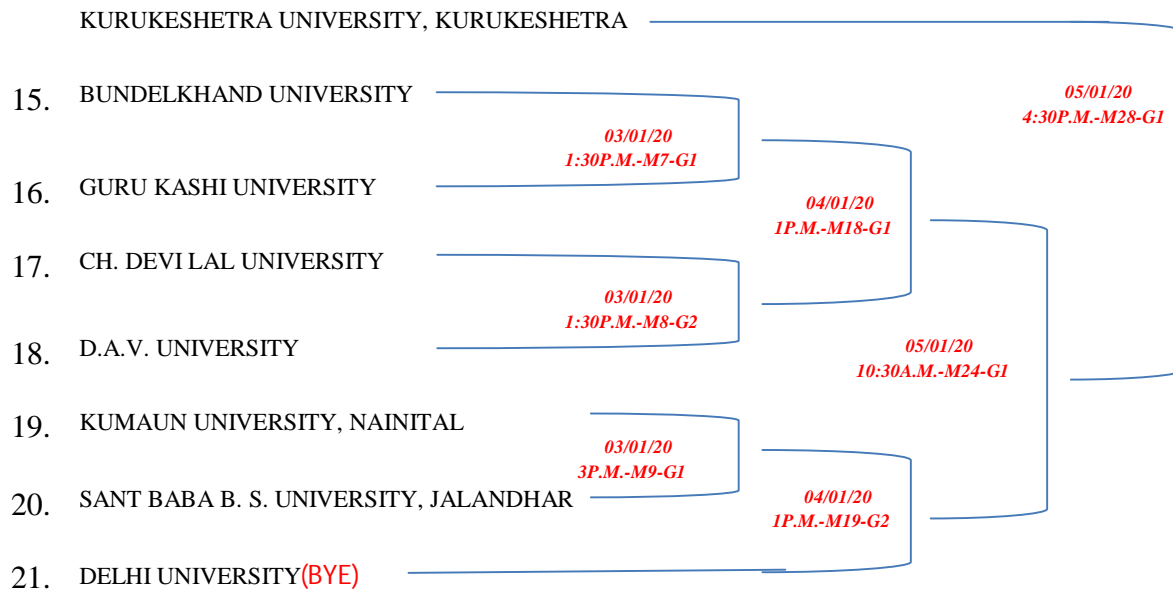 KURUKESHETRA UNIVERSITY, KURUKESHETRA
15. BUNDELKHAND UNIVERSITY
05/01/20
4:30P.M.-M28-G1
03/01/20
1:30P.M.-M7-G1
16. GURU KASHI UNIVERSITY
04/01/20
1P.M.-M18-G1
17. CH. DEVI LAL UNIVERSITY
03/01/20
1:30P.M.-M8-G2
18. D.A.V. UNIVERSITY
05/01/20
10:30A.M.-M24-G1
19. KUMAUN UNIVERSITY, NAINITAL
03/01/20
3P.M.-M9-G1
20. SANT BABA B. S. UNIVERSITY, JALANDHAR
04/01/20
1P.M.-M19-G2
21. DELHI UNIVERSITY(BYE)